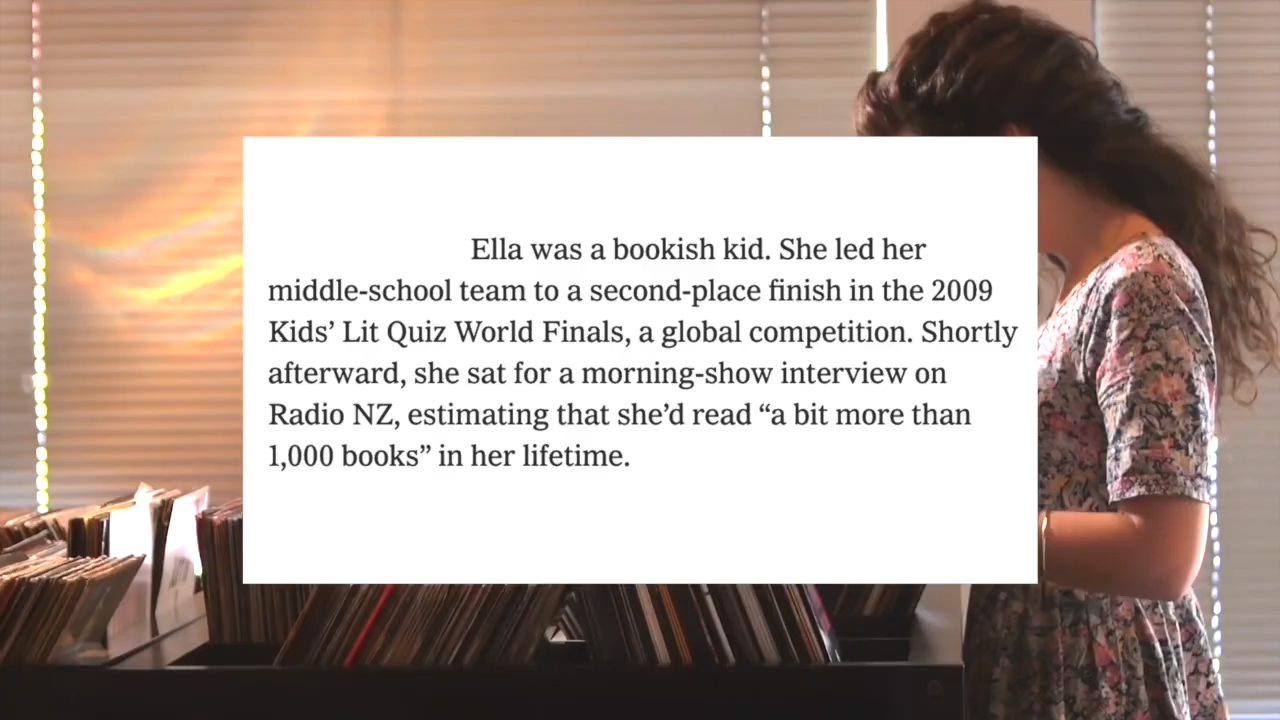 Ella was a bookish kid. She led her
middle-school team to a second-place finish in the 2009
Kids’ Lit Quiz World Finals, a global competition. Shortly
afterward, she sat for a morning-show interview on
Radio NZ, estimating that she’d read “a bit more than
1,000 books” in her lifetime.